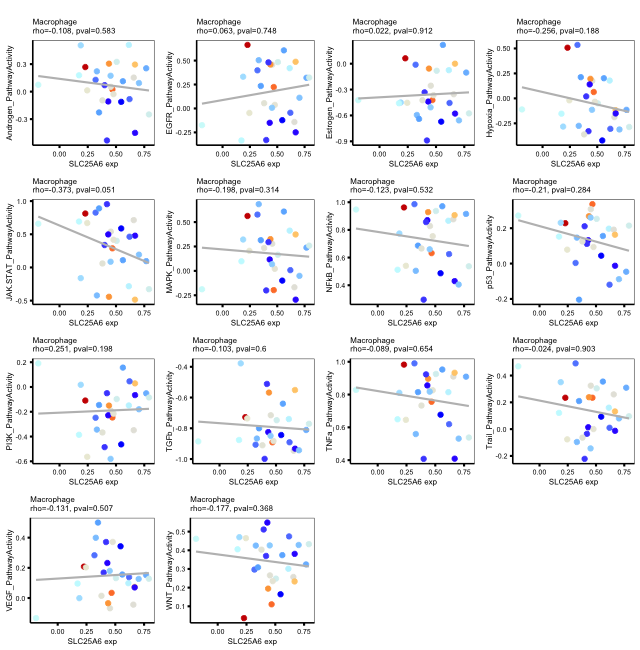 Macrophage
rho=-0.108, pval=0.583
Macrophage
rho=0.063, pval=0.748
Macrophage
rho=0.022, pval=0.912
Macrophage
rho=-0.256, pval=0.188
Androgen_PathwayActivity
0.3
0.0
-0.3
0.00
0.25
0.50
0.75
SLC25A6 exp
EGFR_PathwayActivity
0.50
0.25
0.00
-0.25
0.00
0.25
0.50
0.75
SLC25A6 exp
Estrogen_PathwayActivity
0.0
-0.3
-0.6
-0.9
0.00
0.25
0.50
0.75
SLC25A6 exp
Hypoxia_PathwayActivity
0.50
0.25
0.00
-0.25
0.00
0.25
0.50
0.75
SLC25A6 exp
Macrophage
rho=-0.373, pval=0.051
Macrophage
rho=-0.198, pval=0.314
Macrophage
rho=-0.123, pval=0.532
Macrophage
rho=-0.21, pval=0.284
JAK-STAT_PathwayActivity
1.0
0.5
0.0
-0.5
0.00
0.25
0.50
0.75
SLC25A6 exp
MAPK_PathwayActivity
0.50
0.25
0.00
-0.25
0.00
0.25
0.50
0.75
SLC25A6 exp
NFkB_PathwayActivity
1.0
0.8
0.6
0.4
0.00
0.25
0.50
0.75
SLC25A6 exp
p53_PathwayActivity
0.2
0.0
-0.2
0.00
0.25
0.50
0.75
SLC25A6 exp
Macrophage
rho=0.251, pval=0.198
Macrophage
rho=-0.103, pval=0.6
Macrophage
rho=-0.089, pval=0.654
Macrophage
rho=-0.024, pval=0.903
PI3K_PathwayActivity
0.2
0.0
-0.2
-0.4
-0.6
0.00
0.25
0.50
0.75
SLC25A6 exp
TGFb_PathwayActivity
-0.4
-0.6
-0.8
-1.0
0.00
0.25
0.50
0.75
SLC25A6 exp
TNFa_PathwayActivity
1.0
0.8
0.6
0.4
0.00
0.25
0.50
0.75
SLC25A6 exp
Trail_PathwayActivity
0.4
0.2
0.0
-0.2
0.00
0.25
0.50
0.75
SLC25A6 exp
Macrophage
rho=-0.131, pval=0.507
Macrophage
rho=-0.177, pval=0.368
VEGF_PathwayActivity
0.4
0.2
0.0
0.00
0.25
0.50
0.75
SLC25A6 exp
WNT_PathwayActivity
0.5
0.4
0.3
0.2
0.1
0.00
0.25
0.50
0.75
SLC25A6 exp